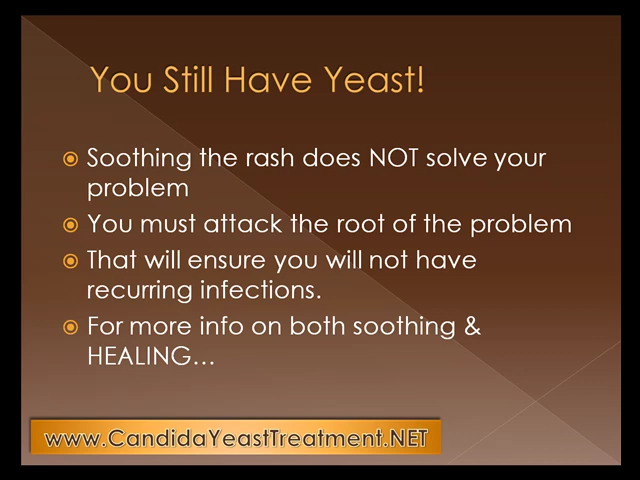 You Still Have Yeast!
Soothing the rash does NOT solve your
problem
You must attack the root of the problem
That will ensure you will not have
recurring infections.
For more info on both soothing &
HEALING…
www.CandidaYeastTreatment.NET